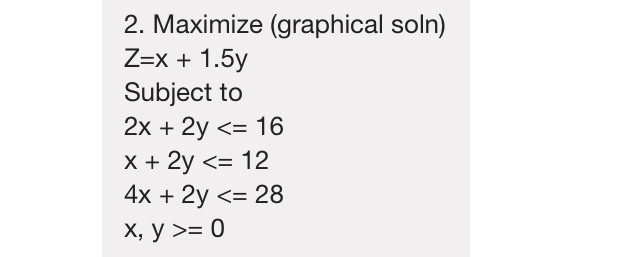 2. Maximize (graphical soln)
Z=x + 1.5y
Subject to
2x + 2y <= 16
x + 2y <= 12
4x + 2y <= 28
x, y >= 0